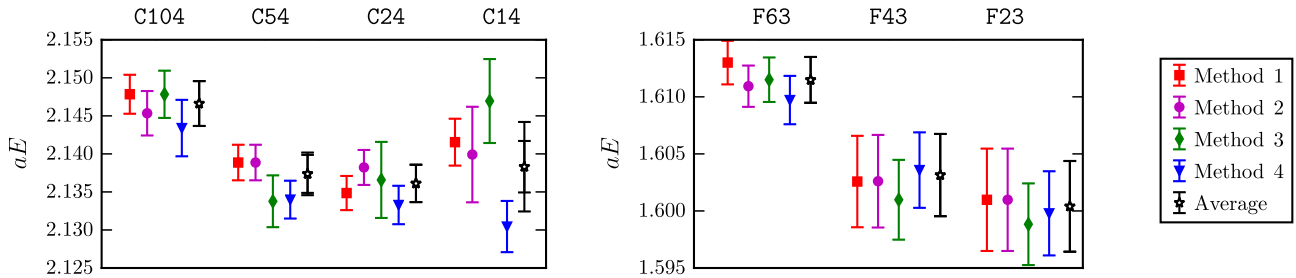 C104 C54 C24 C14
2.155
2.150
2.145
2.140
2.135
2.130
2.125
aE
F63 F43 F23
1.615
1.610
1.605
1.600
1.595
aE
Method 1
Method 2
Method 3
Method 4
Average